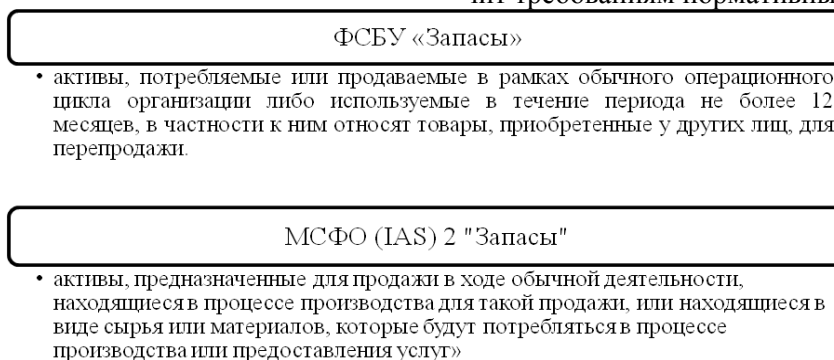 требованиям нормативны
ФСБУ «Запасы»
• активы, потребляемые или продаваемые в рамках обычного операционного
цикла организации либо используемые в течение периода не более 12
месяцев, в частности к ним относят товары, приобретенные у других лиц, для
перепродажи.
МСФО (IAS) 2 "Запасы"
• активы, предназначенные для продажи в ходе обычной деятельности,
находящиеся в процессе производства для такой продажи, или находящиеся в
виде сырья или материалов, которые будут потребляться в процессе
производства или предоставления услуг»